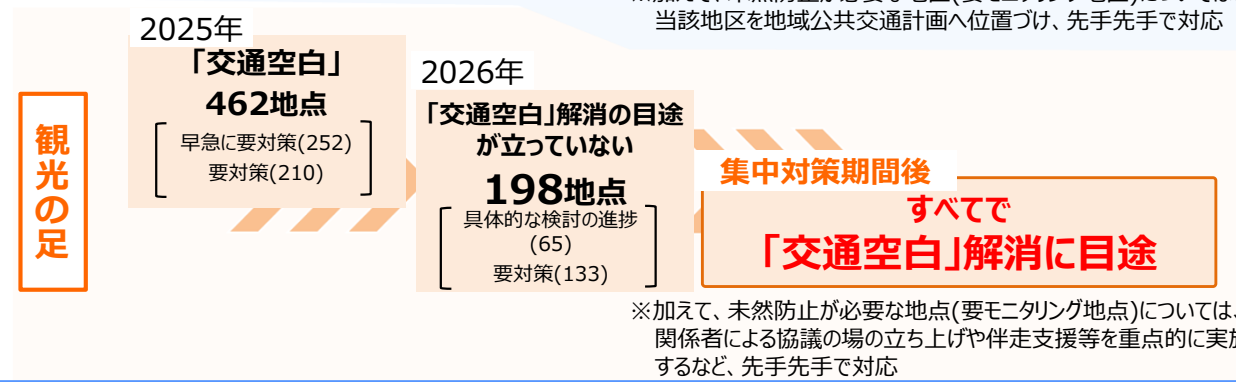 当該地区を地域公共交通計画へ位置づけ、先手先手で対応
観光の足
2025年
「交通空白」
462地点
早急に要対策(252)
要対策(210)
2026年
「交通空白」解消の目途
が立っていない
198地点
具体的な検討の進捗
(65)
要対策(133)
集中対策期間後
すべてで
「交通空白」解消に目途
※加えて、未然防止が必要な地点(要モニタリング地点)については、
関係者による協議の場の立ち上げや伴走支援等を重点的に実施
するなど、先手先手で対応